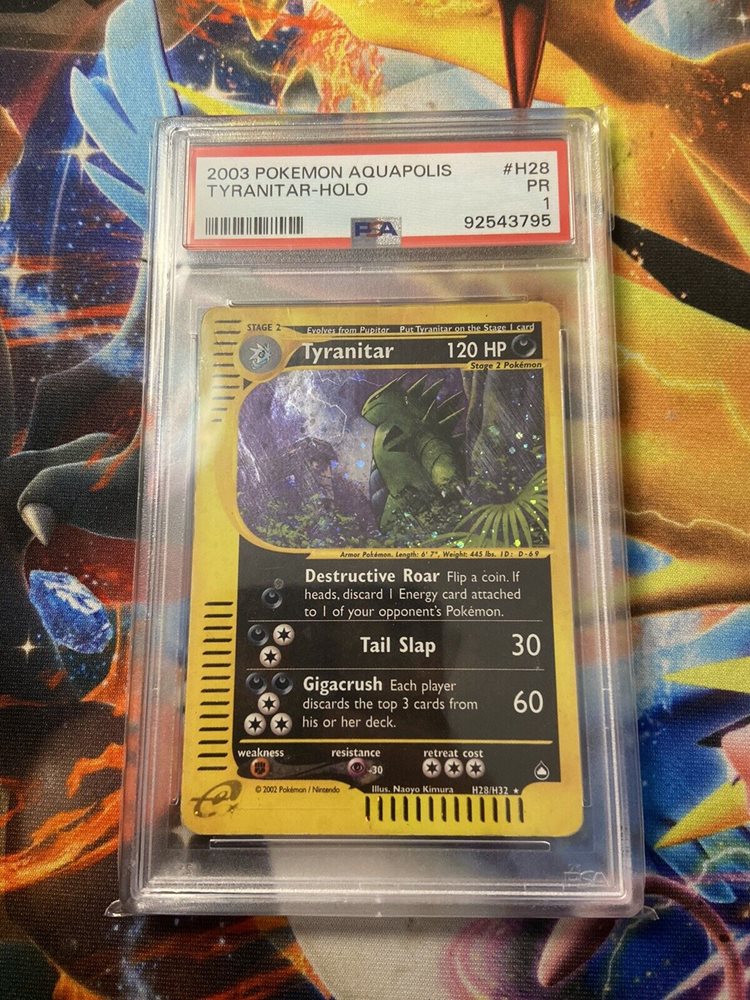 2003 POKEMON AQUAPOLIS #H28
TYRANITAR-HOLO PR
1
PSA 92543795
STAGE 2 Evolves from Pupitar Put Tyranitar on the Stage 1 card
Tyranitar 120 HP
Stage 2 Pokémon
Armor Pokémon. Length: 6' 7", Weight: 445 lbs. ID: D-69
Destructive Roar Flip a coin. If
heads, discard 1 Energy card attached
to 1 of your opponent's Pokémon.
Tail Slap 30
Gigacrush Each player
discards the top 3 cards from
his or her deck.
60
weakness resistance retreat cost
-30
© 2002 Pokémon / Nintendo Illus. Naoyo Kimura H28/H32
e
PSA